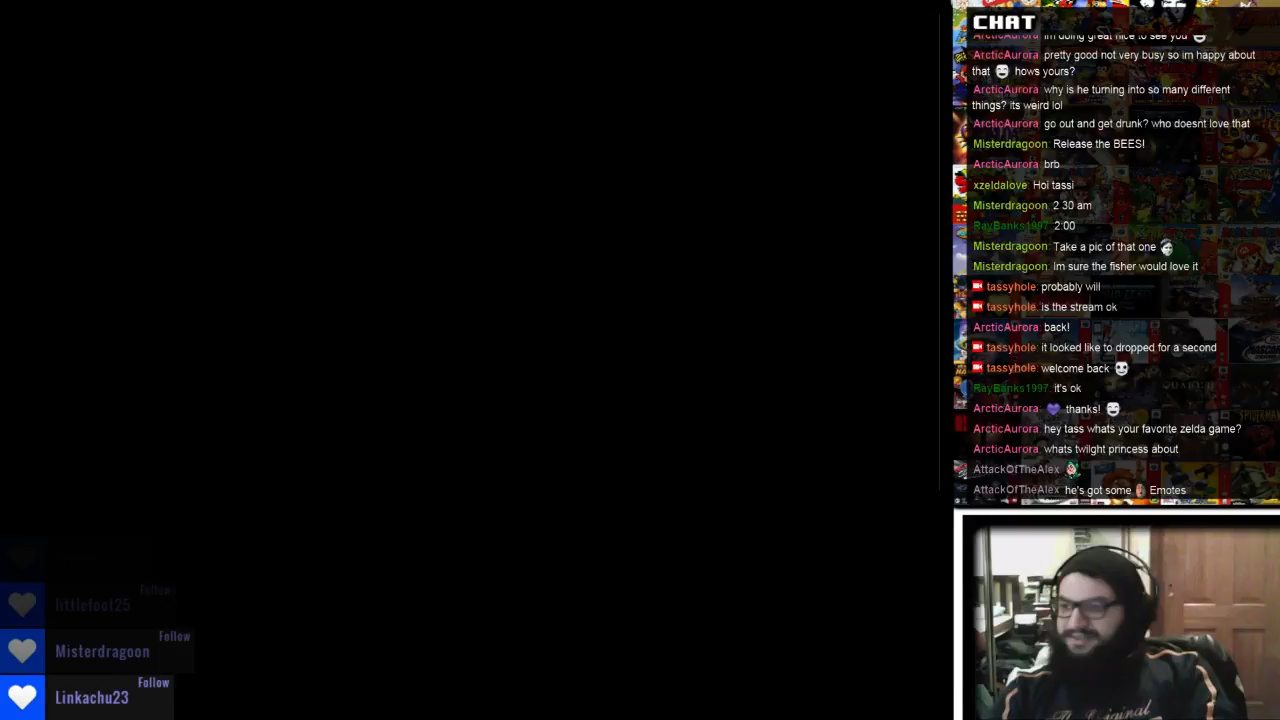 CHAT
ArcticAurora: im doing great nice to see you
ArcticAurora: pretty good not very busy so im happy about
that hows yours?
ArcticAurora: why is he turning into so many different
things? its weird lol
ArcticAurora: go out and get drunk? who doesnt love that
Misterdragoon: Release the BEES!
ArcticAurora: brb
xzeldalove: Hoi tassi
Misterdragoon: 2 30 am
RayBanks1997: 2:00
Misterdragoon: Take a pic of that one
Misterdragoon: Im sure the fisher would love it
tassyhole: probably will
tassyhole: is the stream ok
ArcticAurora: back!
tassyhole: it looked like to dropped for a second
tassyhole: welcome back
RayBanks1997: it's ok
ArcticAurora: thanks!
ArcticAurora: hey tass whats your favorite zelda game?
ArcticAurora: whats twilght princess about
AttackOfTheAlex:
AttackOfTheAlex: he's got some Emotes
littlefoot25 Follow
Misterdragoon Follow
Linkachu23 Follow
The Original